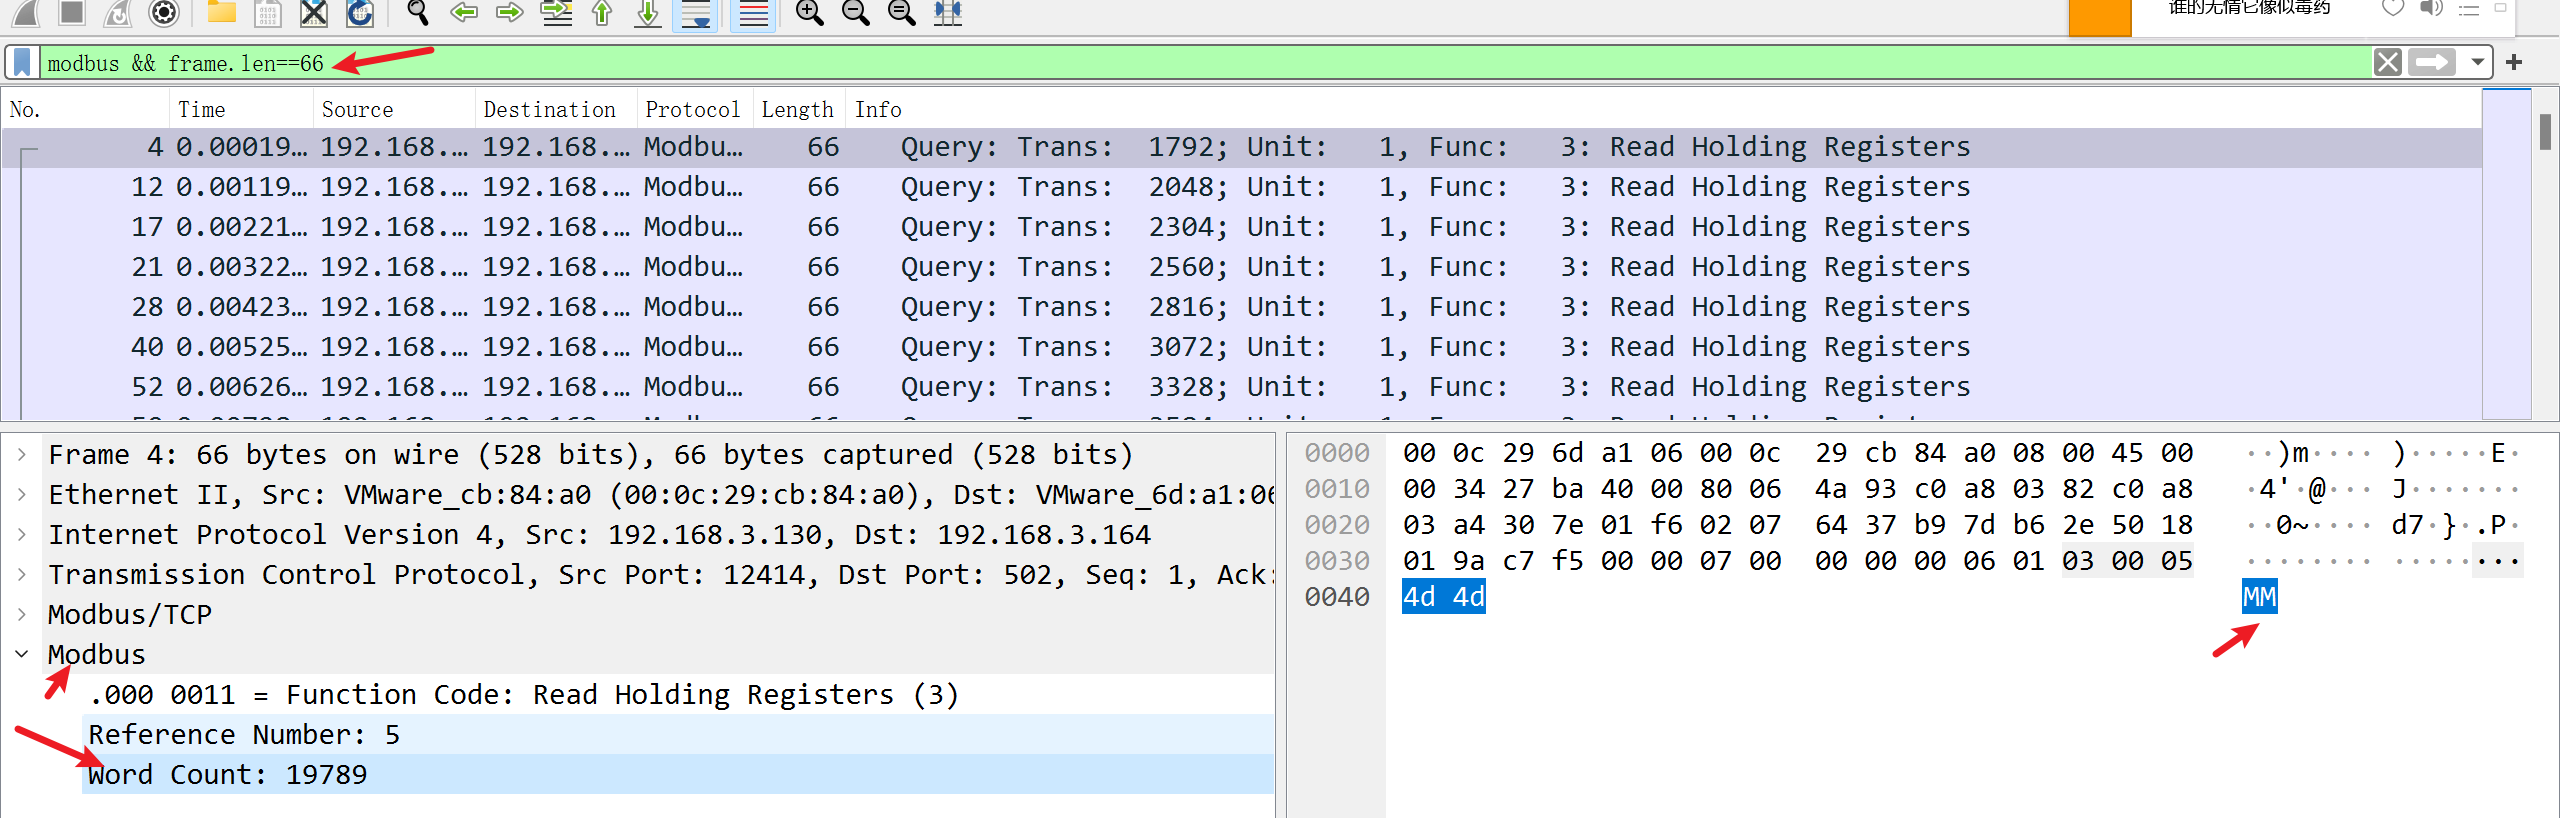 谁的无情它像似毒药
modbus && frame.len==66
No. Time Source Destination Protocol Length Info
4 0.00019… 192.168.… 192.168.… Modbu… 66 Query: Trans: 1792; Unit: 1, Func: 3: Read Holding Registers
12 0.00119… 192.168.… 192.168.… Modbu… 66 Query: Trans: 2048; Unit: 1, Func: 3: Read Holding Registers
17 0.00221… 192.168.… 192.168.… Modbu… 66 Query: Trans: 2304; Unit: 1, Func: 3: Read Holding Registers
21 0.00322… 192.168.… 192.168.… Modbu… 66 Query: Trans: 2560; Unit: 1, Func: 3: Read Holding Registers
28 0.00423… 192.168.… 192.168.… Modbu… 66 Query: Trans: 2816; Unit: 1, Func: 3: Read Holding Registers
40 0.00525… 192.168.… 192.168.… Modbu… 66 Query: Trans: 3072; Unit: 1, Func: 3: Read Holding Registers
52 0.00626… 192.168.… 192.168.… Modbu… 66 Query: Trans: 3328; Unit: 1, Func: 3: Read Holding Registers
Frame 4: 66 bytes on wire (528 bits), 66 bytes captured (528 bits)
Ethernet II, Src: VMware_cb:84:a0 (00:0c:29:cb:84:a0), Dst: VMware_6d:a1:06
Internet Protocol Version 4, Src: 192.168.3.130, Dst: 192.168.3.164
Transmission Control Protocol, Src Port: 12414, Dst Port: 502, Seq: 1, Ack:
Modbus/TCP
Modbus
.000 0011 = Function Code: Read Holding Registers (3)
Reference Number: 5
Word Count: 19789
0000 00 0c 29 6d a1 06 00 0c 29 cb 84 a0 08 00 45 00 ··)m···· )·····E·
0010 00 34 27 ba 40 00 80 06 4a 93 c0 a8 03 82 c0 a8 ·4'·@··· J·······
0020 03 a4 30 7e 01 f6 02 07 64 37 b9 7d b6 2e 50 18 ··0~···· d7·}·.P·
0030 01 9a c7 f5 00 00 07 00 00 00 00 06 01 03 00 05 ········ ········
0040 4d 4d MM